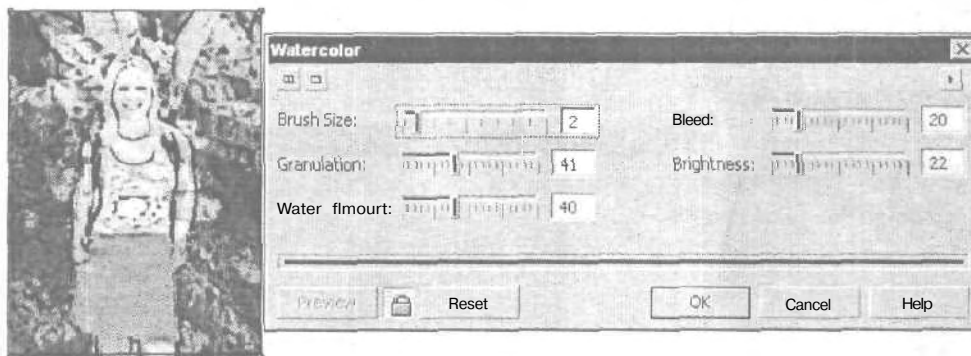 Watercolor
Brush Size: 2 Bleed: 20
Granulation: 41 Brightness: 22
Water flmourt: 40
Preview Reset OK Cancel Help